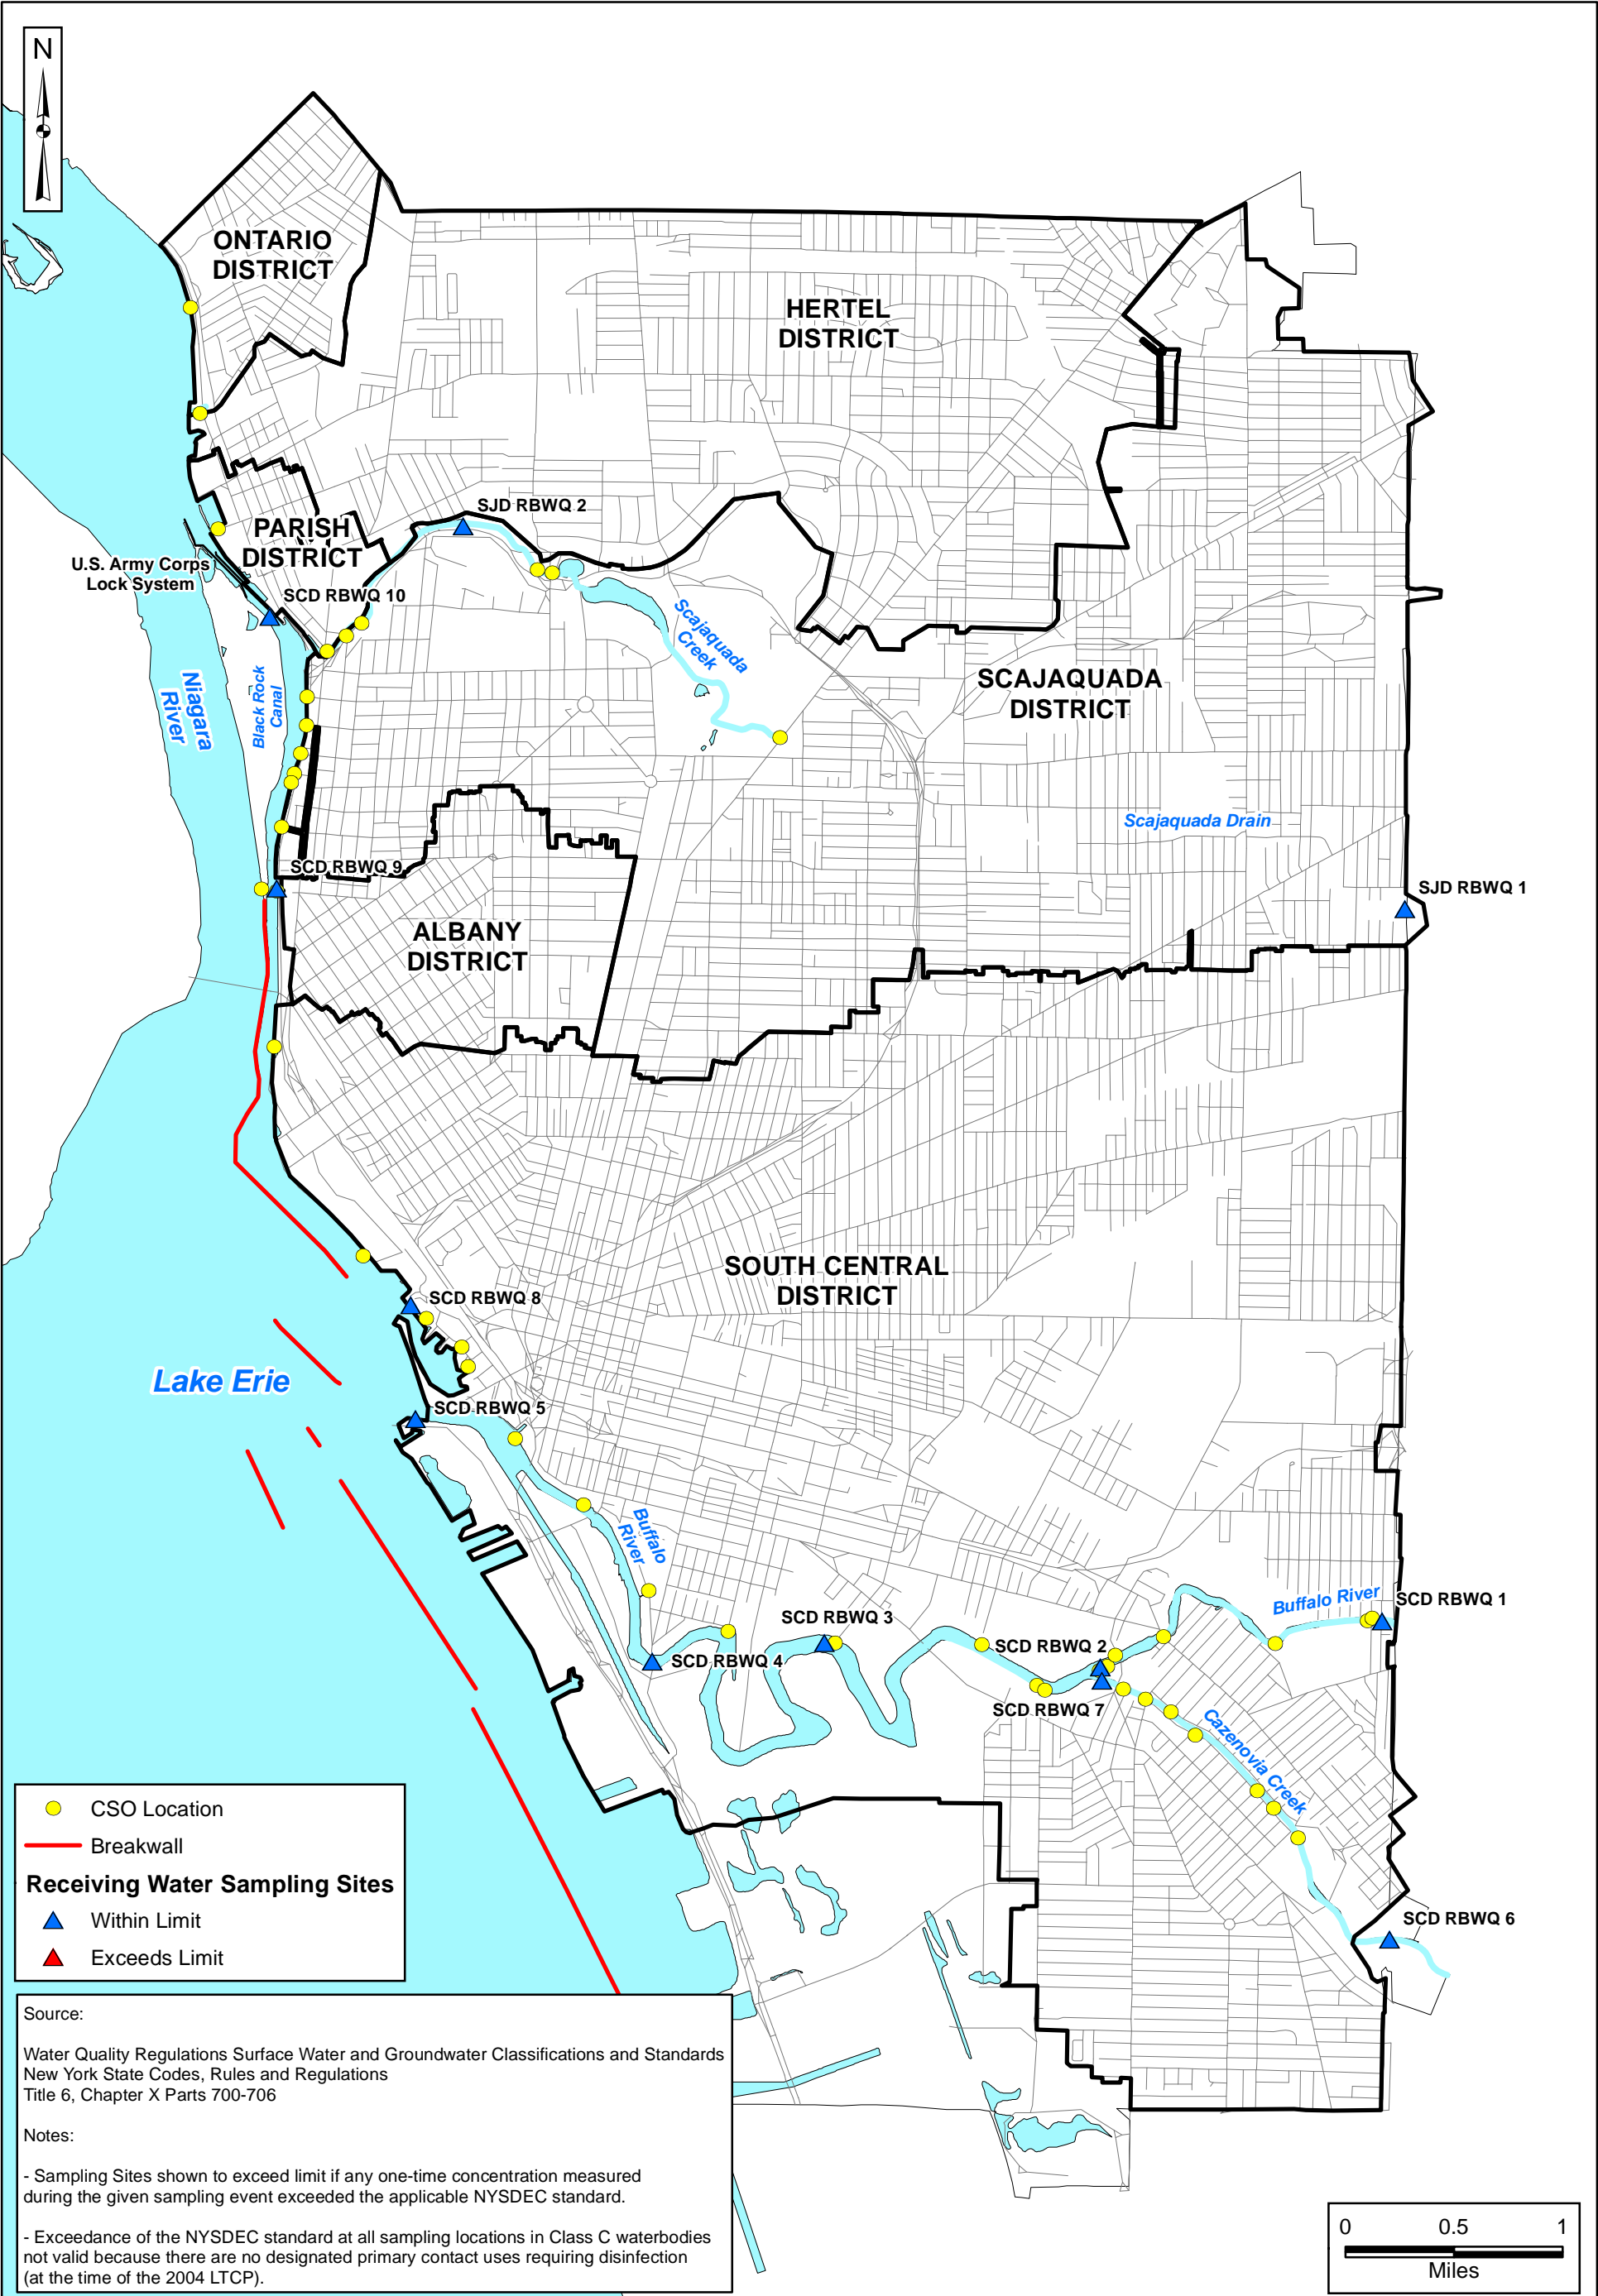 N
ONTARIO
DISTRICT
HERTEL
DISTRICT
SJD RBWQ 2
PARISH
DISTRICT
U.S. Army Corps
Lock System
SCD RBWQ 10
Scajaquada
Creek
SCAJAQUADA
DISTRICT
Niagara
River
Black Rock
Canal
Scajaquada Drain
SCD RBWQ 9
SJD RBWQ 1
ALBANY
DISTRICT
SOUTH CENTRAL
DISTRICT
SCD RBWQ 8
Lake Erie
SCD RBWQ 5
Buffalo
River
Buffalo River
SCD RBWQ 1
SCD RBWQ 3
SCD RBWQ 2
SCD RBWQ 4
SCD RBWQ 7
Cazenovia Creek
SCD RBWQ 6
CSO Location
Breakwall
Receiving Water Sampling Sites
Within Limit
Exceeds Limit
Source:
Water Quality Regulations Surface Water and Groundwater Classifications and Standards
New York State Codes, Rules and Regulations
Title 6, Chapter X Parts 700-706
Notes:
- Sampling Sites shown to exceed limit if any one-time concentration measured
during the given sampling event exceeded the applicable NYSDEC standard.
- Exceedance of the NYSDEC standard at all sampling locations in Class C waterbodies
not valid because there are no designated primary contact uses requiring disinfection
(at the time of the 2004 LTCP).
0 0.5 1
Miles